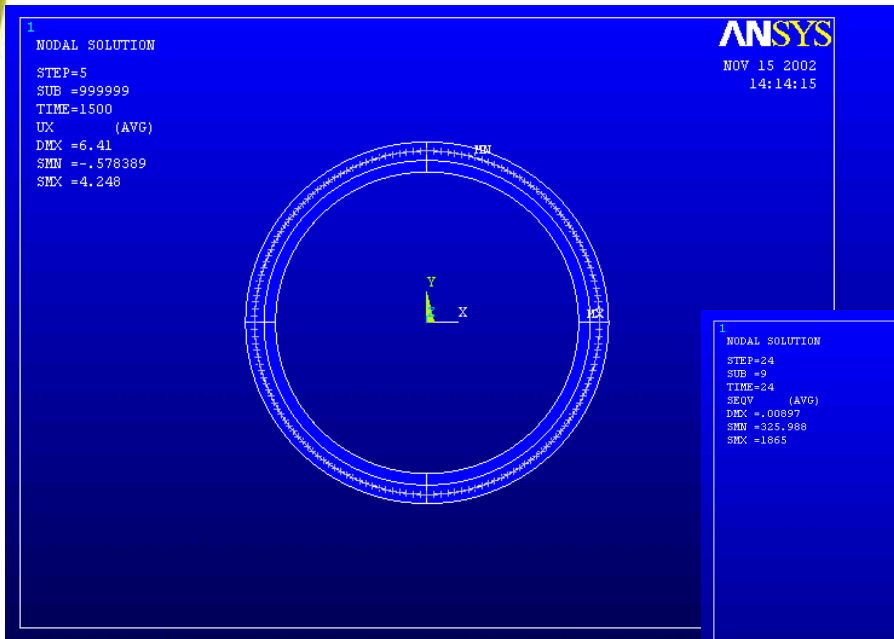 1
NODAL SOLUTION
STEP=5
SUB =999999
TIME=1500
UX (AVG)
DMX =6.41
SMN =-.578389
SMX =4.248
ANSYS
NOV 15 2002
14:14:15
MN
Y
X
MX
1
NODAL SOLUTION
STEP=24
SUB =9
TIME=24
SEQV (AVG)
DMX =.00897
SMN =325.988
SMX =1865